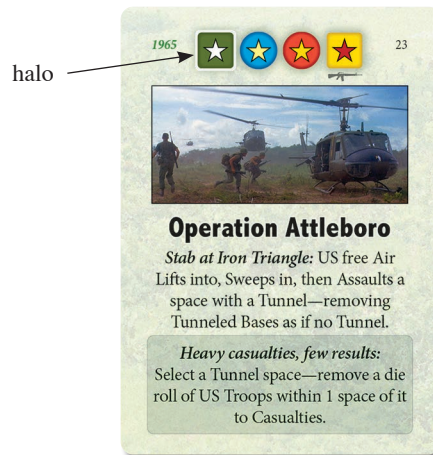 1965
23
halo
Operation Attleboro
Stab at Iron Triangle: US free Air
Lifts into, Sweeps in, then Assaults a
space with a Tunnel—removing
Tunneled Bases as if no Tunnel.
Heavy casualties, few results:
Select a Tunnel space—remove a die
roll of US Troops within 1 space of it
to Casualties.